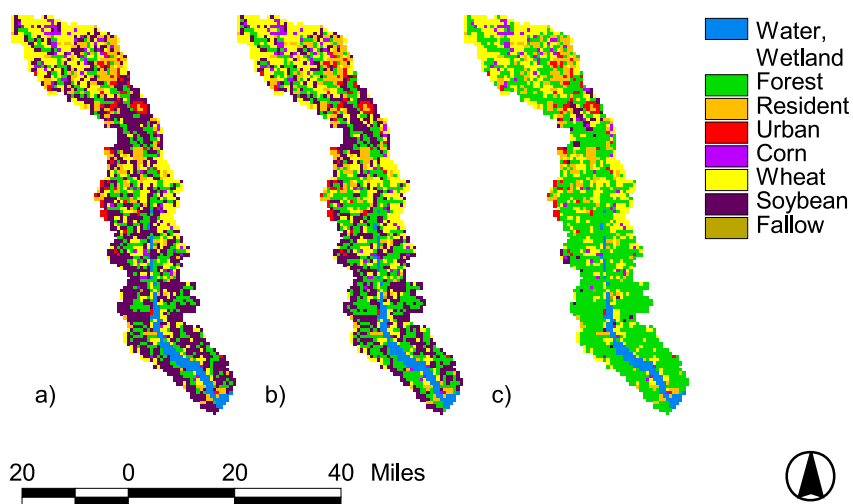 Water,
Wetland
Forest
Resident
Urban
Corn
Wheat
Soybean
Fallow
a)
b)
c)
20 0 20 40 Miles